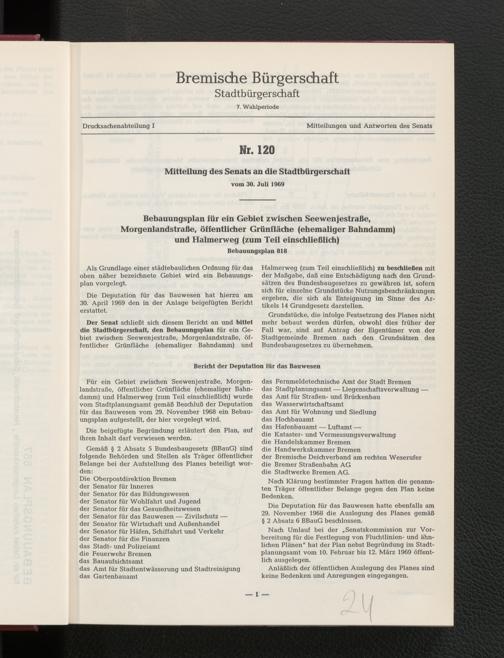 Bremische Bürgerschaft
Stadtbürgerschaft
7. Wahlperiode
Drucksachenabteilung I
Mitteilungen und Antworten des Senats
Nr. 120
Mitteilung des Senats an die Stadtbürgerschaft
vom 30. Juli 1969
Bebauungsplan für ein Gebiet zwischen Seewenjestraße,
Morgenlandstraße, öffentlicher Grünfläche (ehemaliger Bahndamm)
und Halmerweg (zum Teil einschließlich)
Bebauungsplan 818
Als Grundlage einer städtebaulichen Ordnung für das
oben näher bezeichnete Gebiet wird ein Bebauungs-
plan vorgelegt.
Die Deputation für das Bauwesen hat hierzu am
30. April 1969 den in der Anlage beigefügten Bericht
erstattet.
Der Senat schließt sich diesem Bericht an und bittet
die Stadtbürgerschaft, den Bebauungsplan für ein Ge-
biet zwischen Seewenjestraße, Morgenlandstraße, öf-
fentlicher Grünfläche (ehemaliger Bahndamm) und
Halmerweg (zum Teil einschließlich) zu beschließen mit
der Maßgabe, daß eine Entschädigung nach den Grund-
sätzen des Bundesbaugesetzes zu gewähren ist, sofern
sich für einzelne Grundstücke Nutzungsbeschränkungen
ergeben, die sich als Enteignung im Sinne des Ar-
tikels 14 Grundgesetz darstellen.
Grundstücke, die infolge Festsetzung des Planes nicht
mehr bebaut werden dürfen, obwohl dies früher der
Fall war, sind auf Antrag der Eigentümer von der
Stadtgemeinde Bremen nach den Grundsätzen des
Bundesbaugesetzes zu übernehmen.
Bericht der Deputation für das Bauwesen
Für ein Gebiet zwischen Seewenjestraße, Morgen-
landstraße, öffentlicher Grünfläche (ehemaliger Bahn-
damm) und Halmerweg (zum Teil einschließlich) wurde
vom Stadtplanungsamt gemäß Beschluß der Deputation
für das Bauwesen vom 29. November 1968 ein Bebau-
ungsplan aufgestellt, der hier vorgelegt wird.
Die beigefügte Begründung erläutert den Plan, auf
ihren Inhalt darf verwiesen werden.
Gemäß § 2 Absatz 5 Bundesbaugesetz (BBauG) sind
folgende Behörden und Stellen als Träger öffentlicher
Belange bei der Aufstellung des Planes beteiligt wor-
den:
Die Oberpostdirektion Bremen
der Senator für Inneres
der Senator für das Bildungswesen
der Senator für Wohlfahrt und Jugend
der Senator für das Gesundheitswesen
der Senator für das Bauwesen — Zivilschutz —
der Senator für Wirtschaft und Außenhandel
der Senator für Häfen, Schiffahrt und Verkehr
der Senator für die Finanzen
das Stadt- und Polizeiamt
die Feuerwehr Bremen
das Bauaufsichtsamt
das Amt für Stadtentwässerung und Stadtreinigung
das Gartenbauamt
das Fernmeldetechnische Amt der Stadt Bremen
das Stadtplanungsamt — Liegenschaftsverwaltung —
das Amt für Straßen- und Brückenbau
das Wasserwirtschaftsamt
das Amt für Wohnung und Siedlung
das Hochbauamt
das Hafenbauamt — Luftamt —
die Kataster- und Vermessungsverwaltung
die Handelskammer Bremen
die Handwerkskammer Bremen
der Bremische Deichverband am rechten Weserufer
die Bremer Straßenbahn AG
die Stadtwerke Bremen AG.
Nach Klärung bestimmter Fragen hatten die genann-
ten Träger öffentlicher Belange gegen den Plan keine
Bedenken.
Die Deputation für das Bauwesen hatte ebenfalls am
29. November 1968 die Auslegung des Planes gemäß
§ 2 Absatz 6 BBauG beschlossen.
Nach Umlauf bei der „Senatskommission zur Vor-
bereitung für die Festlegung von Fluchtlinien- und ähn-
lichen Plänen" hat der Plan nebst Begründung im Stadt-
planungsamt vom 10. Februar bis 12. März 1969 öffent-
lich ausgelegen.
Anläßlich der öffentlichen Auslegung des Planes sind
keine Bedenken und Anregungen eingegangen.
— 1 —
24